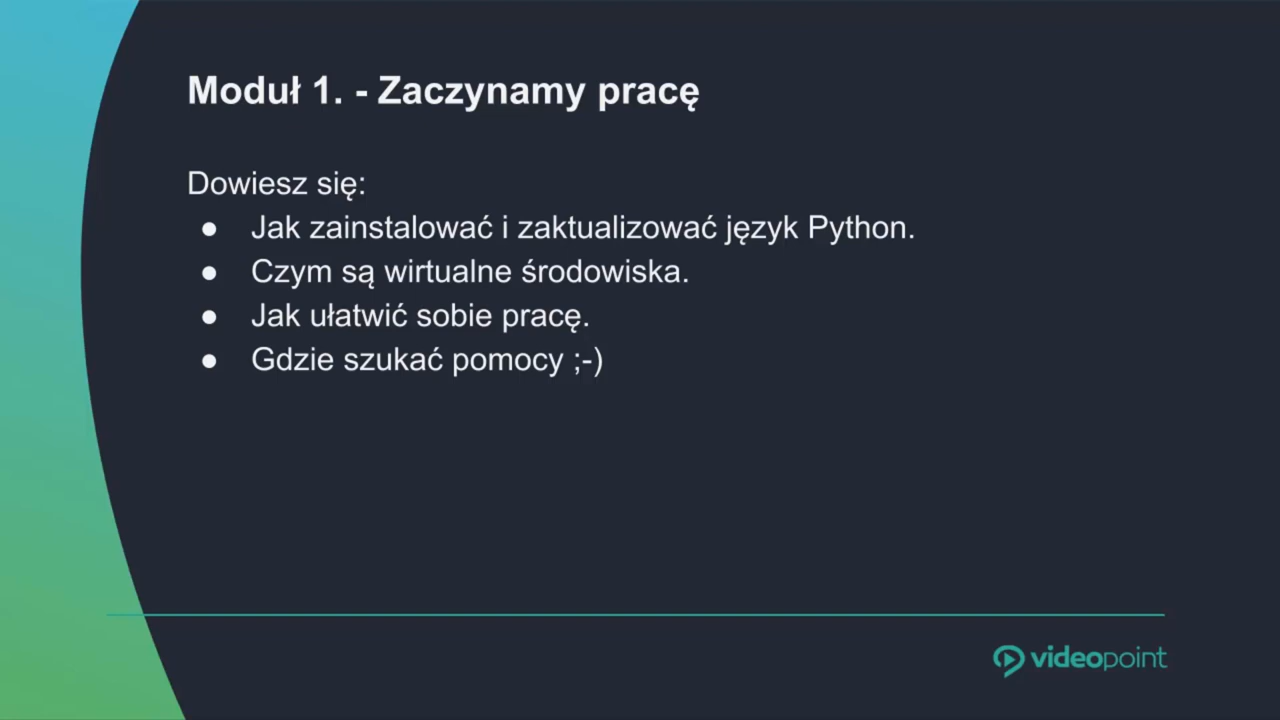 Moduł 1. - Zaczynamy pracę
Dowiesz się:
● Jak zainstalować i zaktualizować język Python.
● Czym są wirtualne środowiska.
● Jak ułatwić sobie pracę.
● Gdzie szukać pomocy ;-)
videopoint